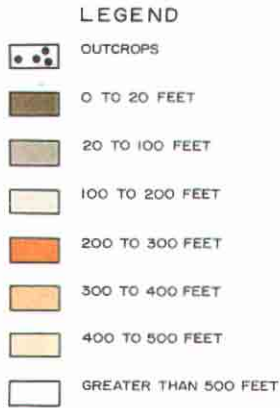 LEGEND
OUTCROPS
0 TO 20 FEET
20 TO 100 FEET
100 TO 200 FEET
200 TO 300 FEET
300 TO 400 FEET
400 TO 500 FEET
GREATER THAN 500 FEET